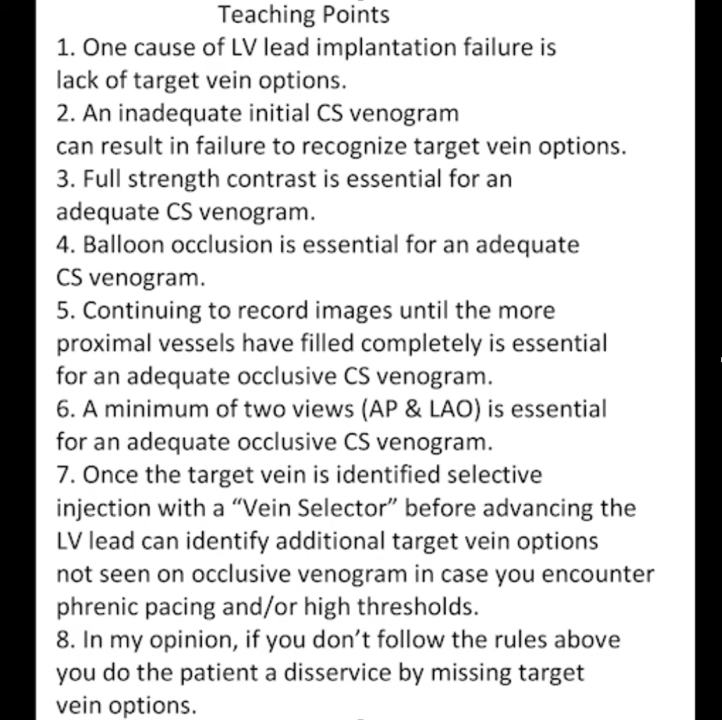 Teaching Points
1. One cause of LV lead implantation failure is
lack of target vein options.
2. An inadequate initial CS venogram
can result in failure to recognize target vein options.
3. Full strength contrast is essential for an
adequate CS venogram.
4. Balloon occlusion is essential for an adequate
CS venogram.
5. Continuing to record images until the more
proximal vessels have filled completely is essential
for an adequate occlusive CS venogram.
6. A minimum of two views (AP & LAO) is essential
for an adequate occlusive CS venogram.
7. Once the target vein is identified selective
injection with a “Vein Selector” before advancing the
LV lead can identify additional target vein options
not seen on occlusive venogram in case you encounter
phrenic pacing and/or high thresholds.
8. In my opinion, if you don’t follow the rules above
you do the patient a disservice by missing target
vein options.